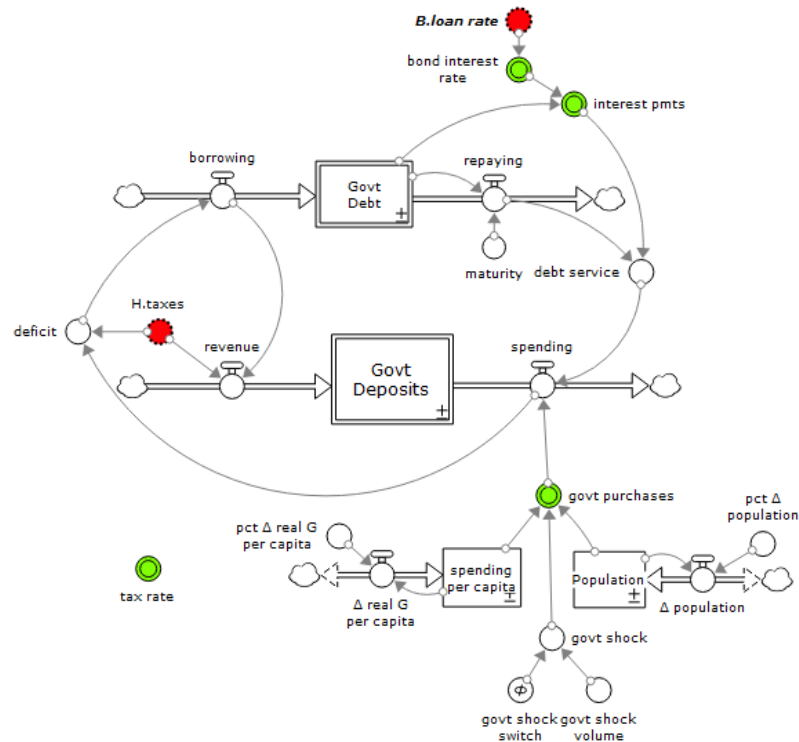 B.loan rate
bond interest
rate
interest pmts
borrowing
repaying
Govt
Debt
maturity
debt service
H.taxes
deficit
revenue
spending
Govt
Deposits
govt purchases
pct Δ
population
pct Δ real G
per capita
spending
per capita
Population
tax rate
Δ real G
per capita
Δ population
govt shock
φ
govt shock
switch
govt shock
volume